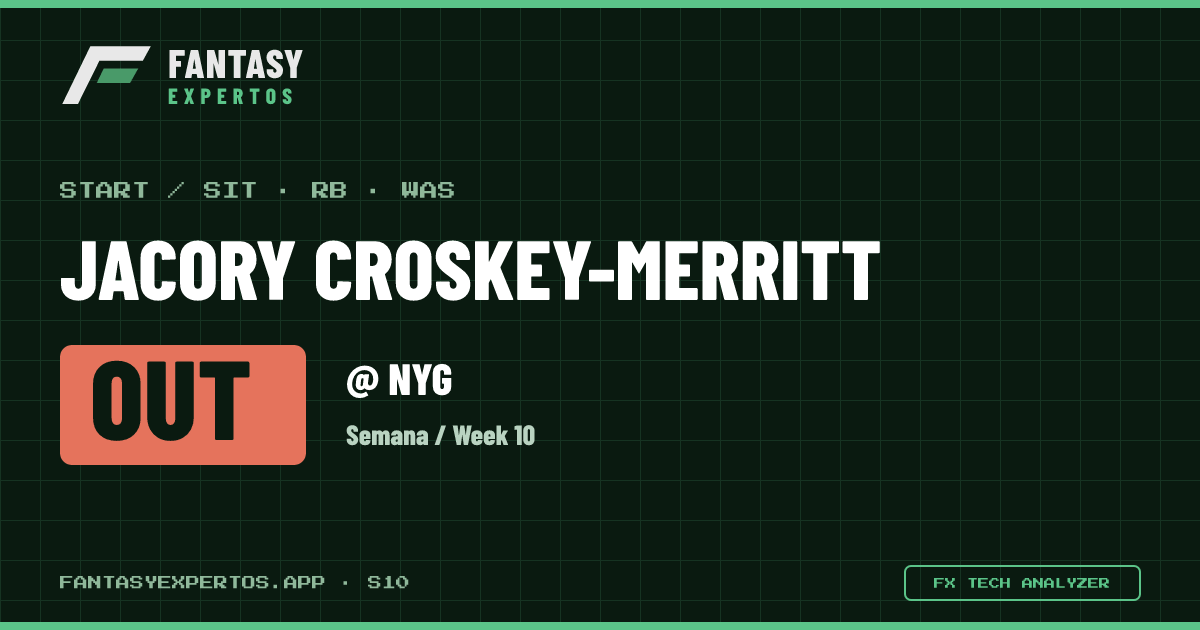 FANTASY
EXPERTOS
START / SIT · RB · WAS
JACORY CROSKEY-MERRITT
OUT
@ NYG
Semana / Week 10
FANTASYEXPERTOS.APP · S10
FX TECH ANALYZER